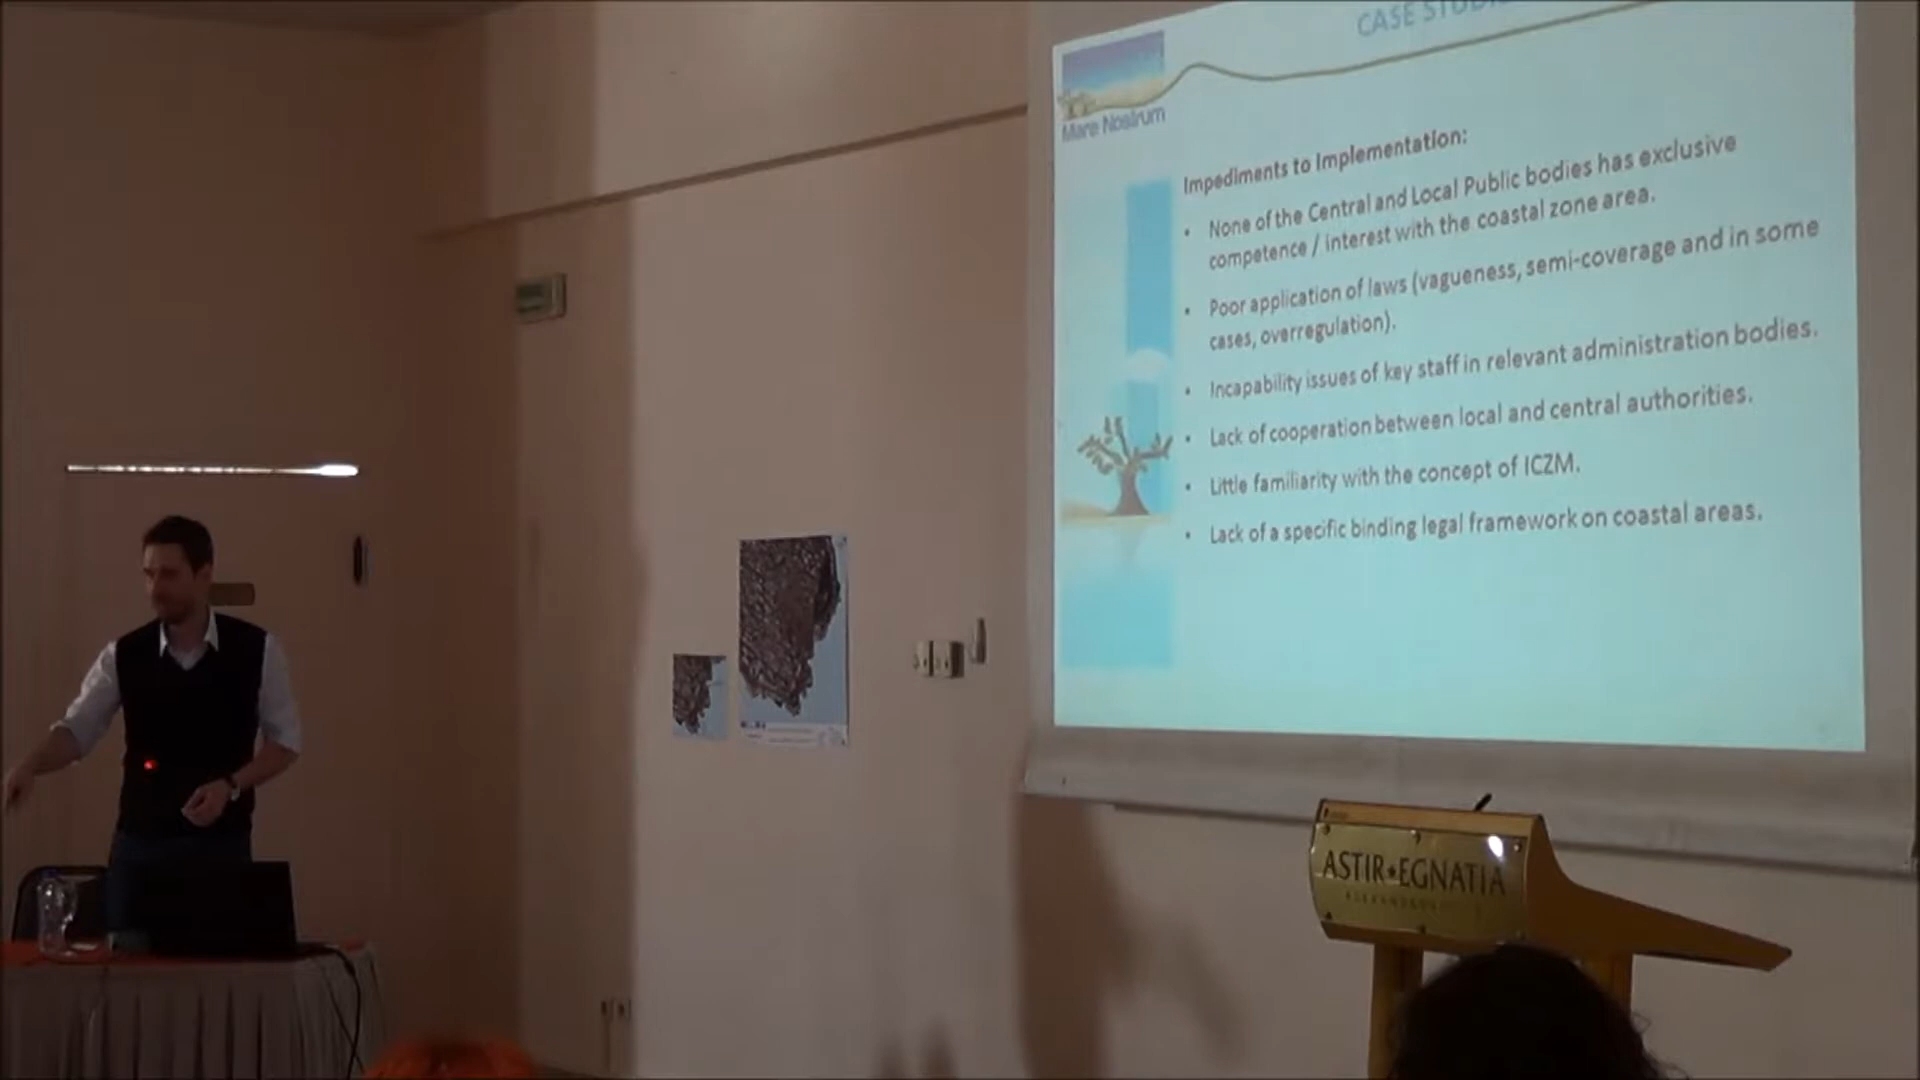 Mare Nostrum
Impediments to Implementation:
• None of the Central and Local Public bodies has exclusive
competence / interest with the coastal zone area.
• Poor application of laws (vagueness, semi-coverage and in some
cases, overregulation).
• Incapability issues of key staff in relevant administration bodies.
• Lack of cooperation between local and central authorities.
• Little familiarity with the concept of ICZM.
• Lack of a specific binding legal framework on coastal areas.
ASTIR★EGNATIA